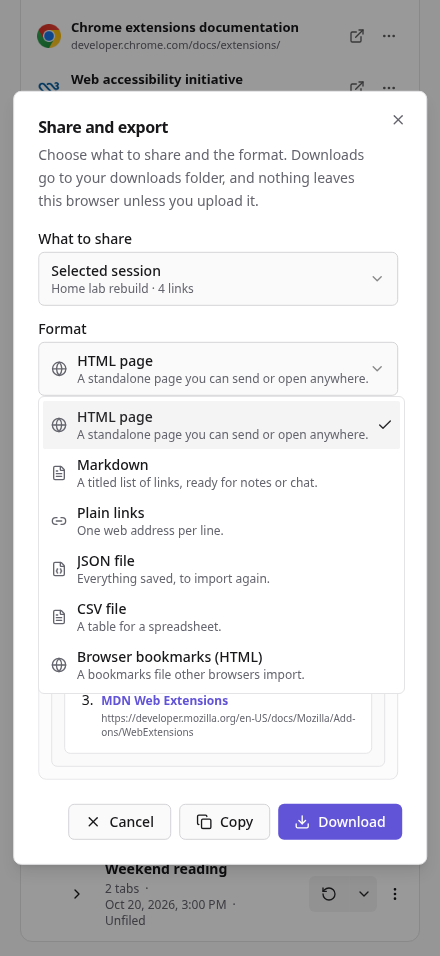 Chrome extensions documentation
developer.chrome.com/docs/extensions/
Web accessibility initiative
Share and export
Choose what to share and the format. Downloads
go to your downloads folder, and nothing leaves
this browser unless you upload it.
What to share
Selected session
Home lab rebuild · 4 links
Format
HTML page
A standalone page you can send or open anywhere.
HTML page
A standalone page you can send or open anywhere.
Markdown
A titled list of links, ready for notes or chat.
Plain links
One web address per line.
JSON file
Everything saved, to import again.
CSV file
A table for a spreadsheet.
Browser bookmarks (HTML)
A bookmarks file other browsers import.
3. MDN Web Extensions
https://developer.mozilla.org/en-US/docs/Mozilla/Add-
ons/WebExtensions
Cancel
Copy
Download
Weekend reading
2 tabs ·
Oct 20, 2026, 3:00 PM ·
Unfiled